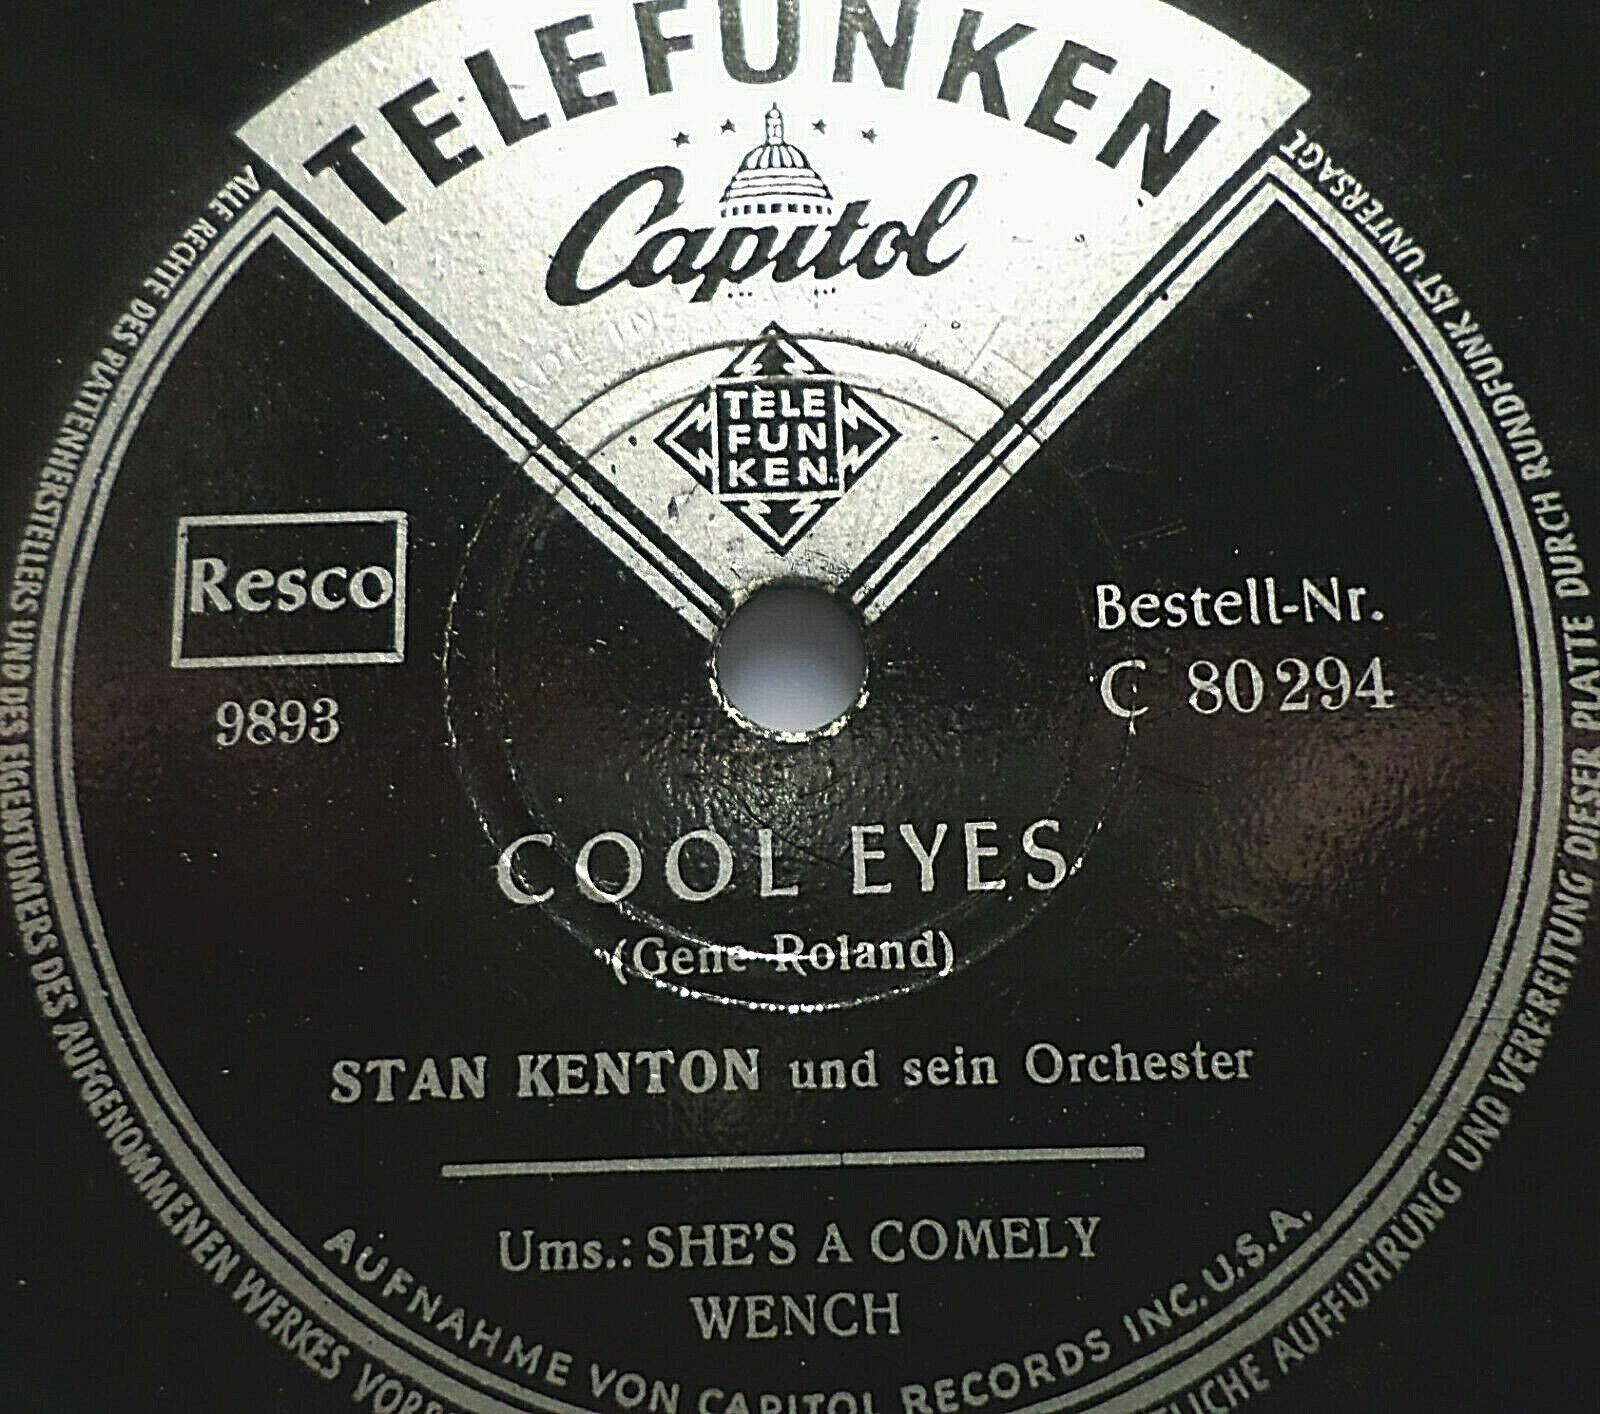 TELEFUNKEN
Capitol
TELE
FUN
KEN
Resco
9893
Bestell-Nr.
C 80294
COOL EYES
(Gene Roland)
STAN KENTON und sein Orchester
Ums.: SHE'S A COMELY
WENCH
AUFNAHME VON CAPITOL RECORDS INC. U.S.A.
ALLE RECHTE DES PLATTENHERSTELLERS UND DES EIGENTÜMERS DES AUFGENOMMENEN WERKES
AUFFÜHRUNG UND VERBREITUNG DIESER PLATTE DURCH RUNDFUNK IST UNTERSAGT